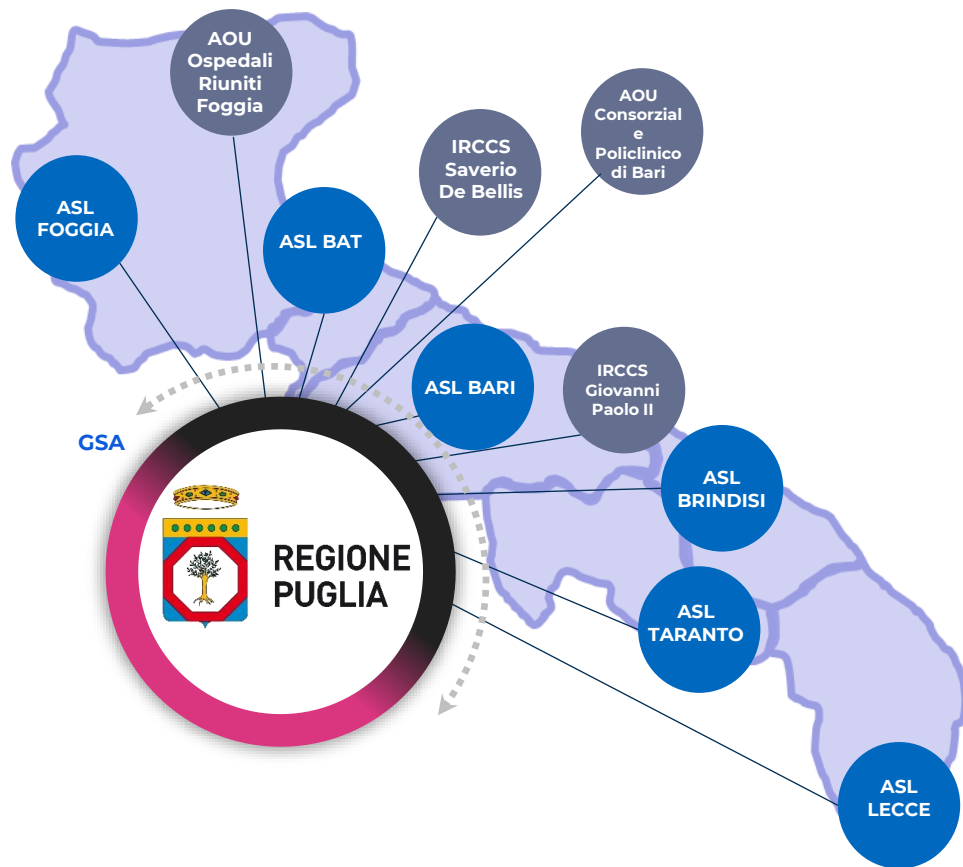 AOU
Ospedali
Riuniti
Foggia
AOU
Consorzial
e
Policlinico
di Bari
IRCCS
Saverio
De Bellis
ASL
FOGGIA
ASL BAT
ASL BARI
IRCCS
Giovanni
Paolo II
GSA
ASL
BRINDISI
REGIONE
PUGLIA
ASL
TARANTO
ASL
LECCE